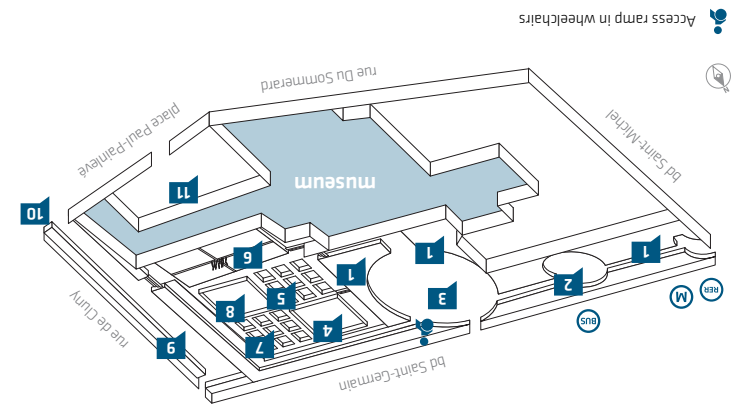 bd Saint-Germain
rue de Cluny
9
7
4
8
5
6
10
BUS
M
RER
3
2
1
1
1
museum
11
bd Saint-Michel
place Paul-Painlevé
rue Du Sommerard
N
Access ramp in wheelchairs